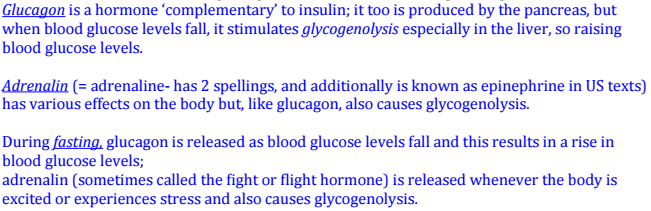 Glucagon is a hormone ‘complementary’ to insulin; it too is produced by the pancreas, but
when blood glucose levels fall, it stimulates glycogenolysis especially in the liver, so raising
blood glucose levels.
Adrenalin (= adrenaline- has 2 spellings, and additionally is known as epinephrine in US texts)
has various effects on the body but, like glucagon, also causes glycogenolysis.
During fasting, glucagon is released as blood glucose levels fall and this results in a rise in
blood glucose levels;
adrenalin (sometimes called the fight or flight hormone) is released whenever the body is
excited or experiences stress and also causes glycogenolysis.